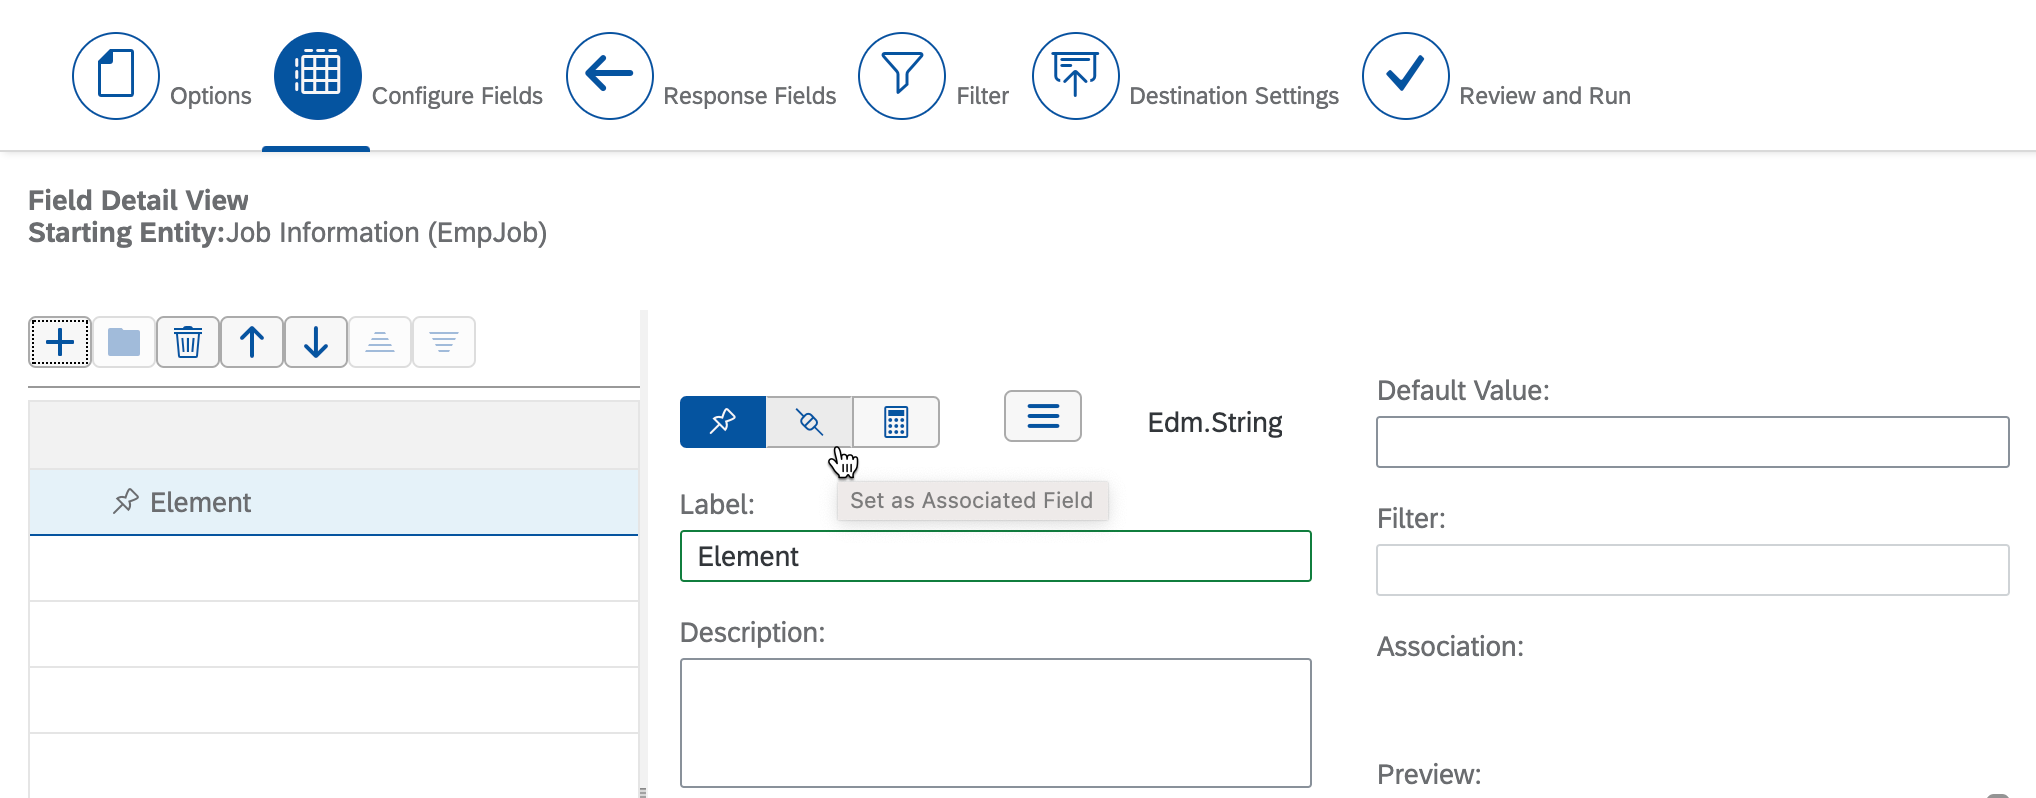 Options
Configure Fields
Response Fields
Filter
Destination Settings
Review and Run
Field Detail View
Starting Entity:Job Information (EmpJob)
Element
Edm.String
Set as Associated Field
Label:
Element
Description:
Default Value:
Filter:
Association:
Preview: